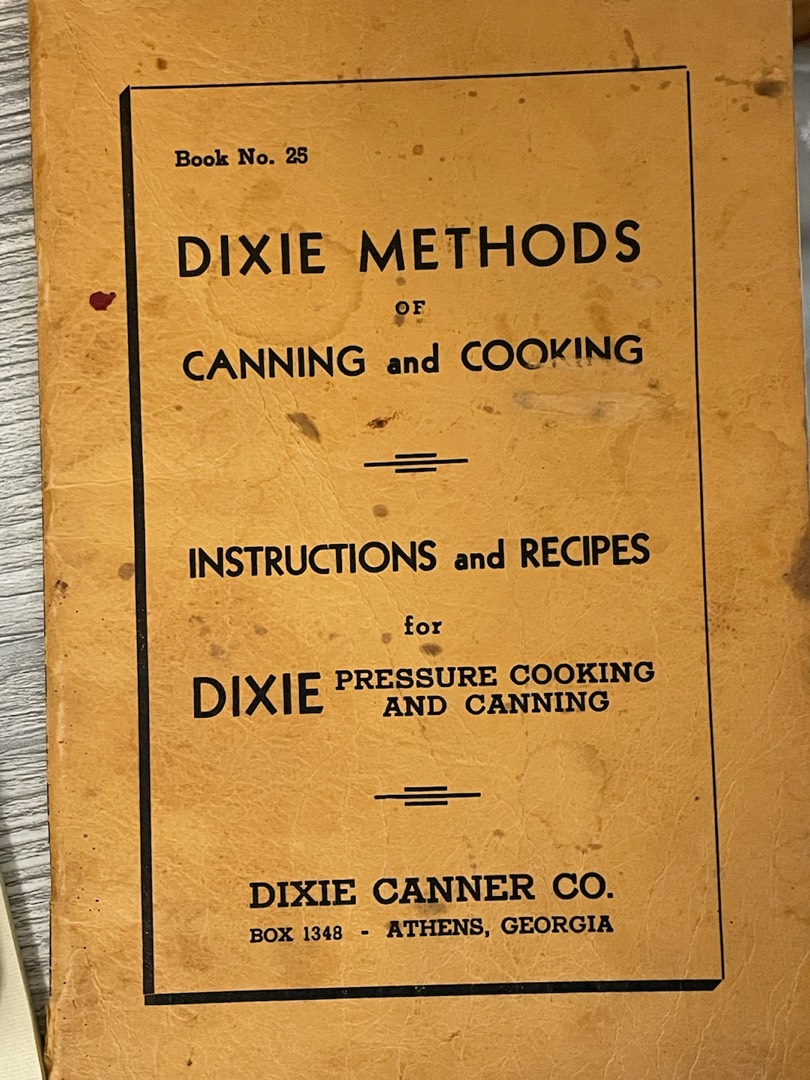 Book No. 25
DIXIE METHODS
OF
CANNING and COOKING
INSTRUCTIONS and RECIPES
for
DIXIE PRESSURE COOKING
AND CANNING
DIXIE CANNER CO.
BOX 1348 - ATHENS, GEORGIA